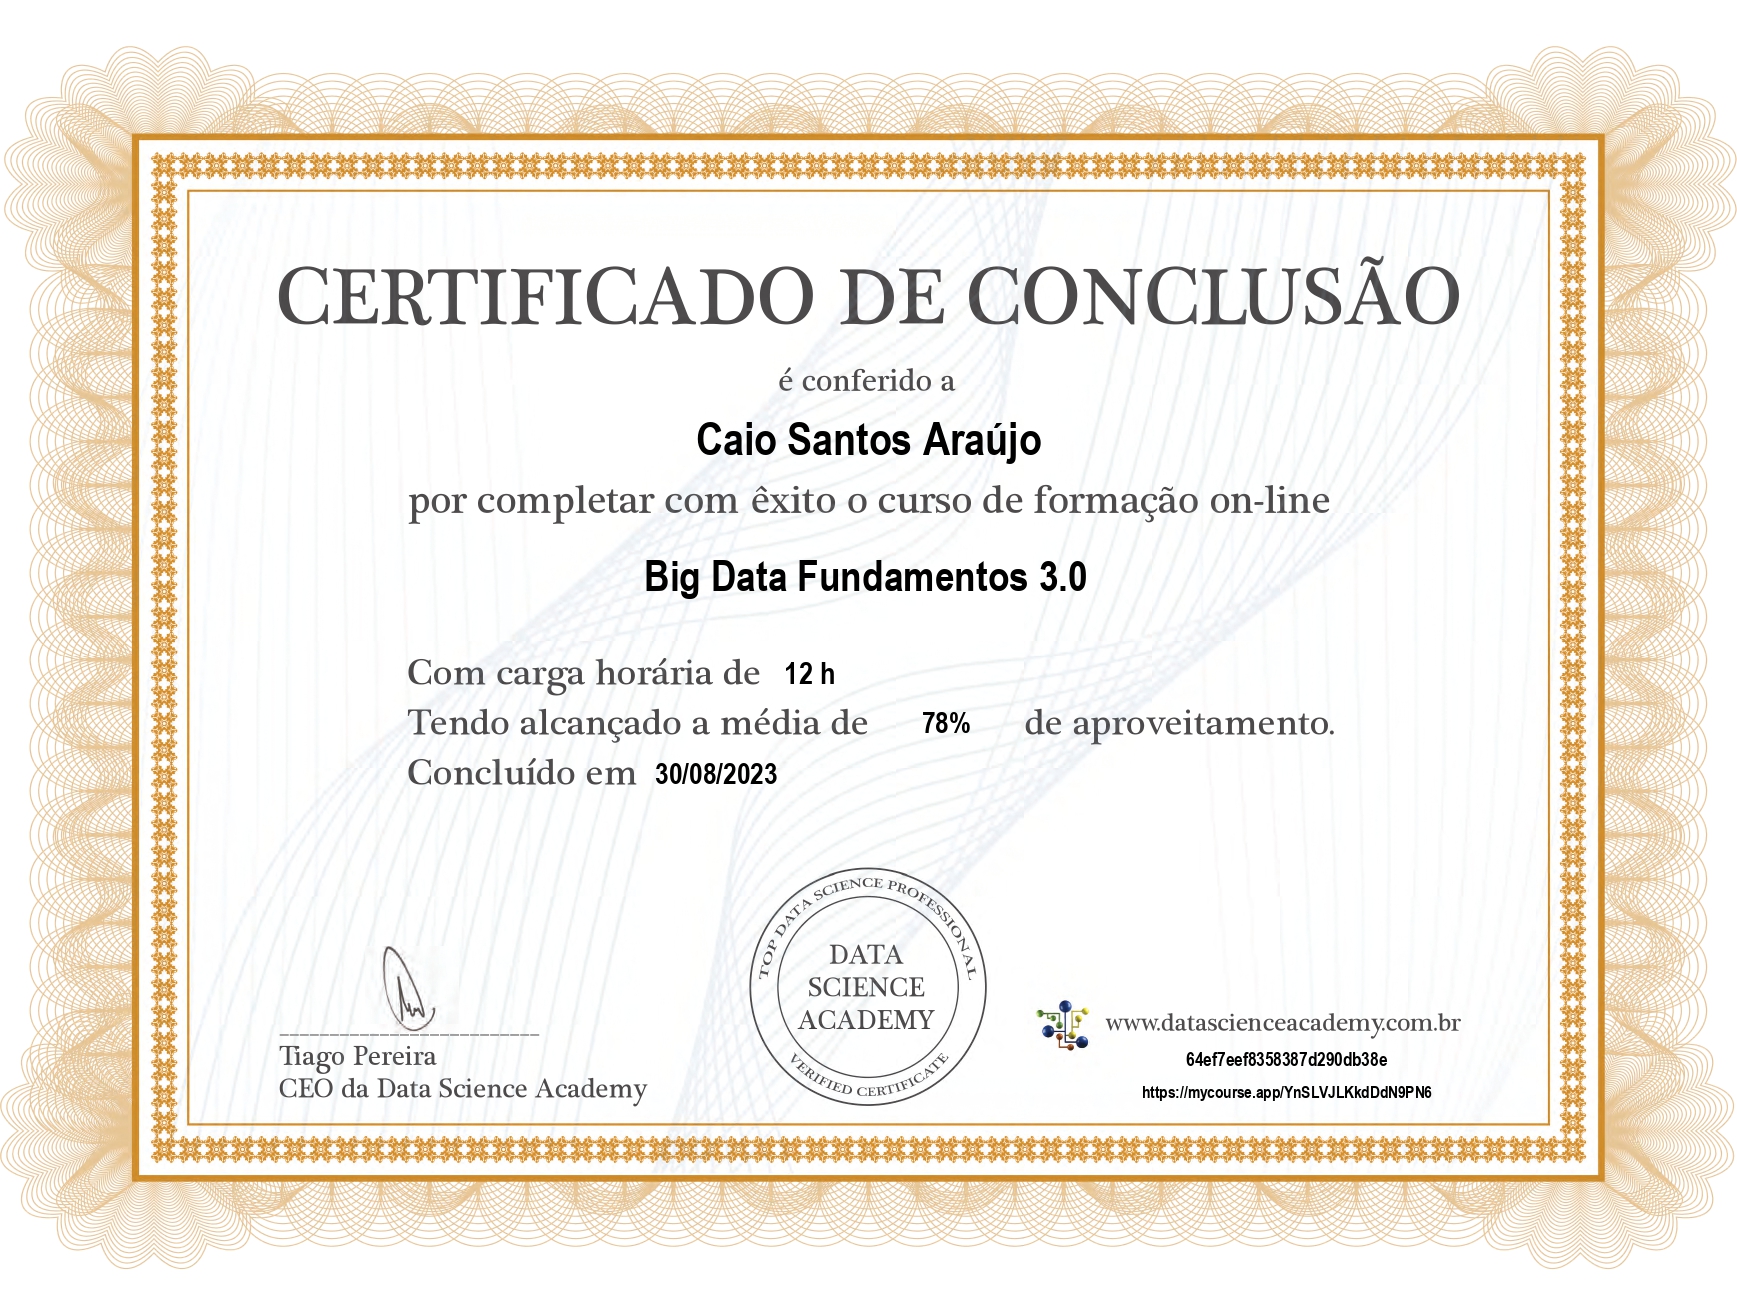 CERTIFICADO DE CONCLUSÃO
é conferido a
Caio Santos Araújo
por completar com êxito o curso de formação on-line
Big Data Fundamentos 3.0
Com carga horária de 12 h
Tendo alcançado a média de 78% de aproveitamento.
Concluído em 30/08/2023
TOP DATA SCIENCE PROFESSIONAL
DATA
SCIENCE
ACADEMY
VERIFIED CERTIFICATE
Tiago Pereira
CEO da Data Science Academy
www.datascienceacademy.com.br
64ef7eef8358387d290db38e
https://mycourse.app/YnSLVJLKkdDdN9PN6